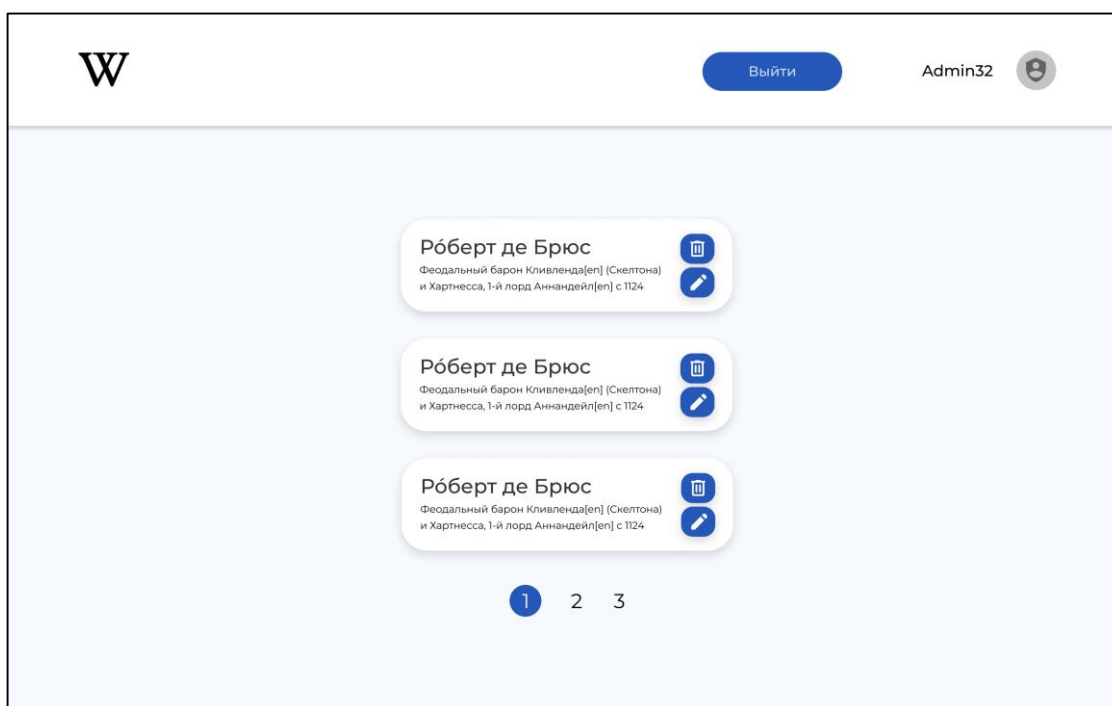 W
Выйти
Admin32
Ро́берт де Брюс
Феодальный барон Кливленда[en] (Скелтона)
и Хартнесса, 1-й лорд Аннандейл[en] с 1124
Ро́берт де Брюс
Феодальный барон Кливленда[en] (Скелтона)
и Хартнесса, 1-й лорд Аннандейл[en] с 1124
Ро́берт де Брюс
Феодальный барон Кливленда[en] (Скелтона)
и Хартнесса, 1-й лорд Аннандейл[en] с 1124
1 2 3